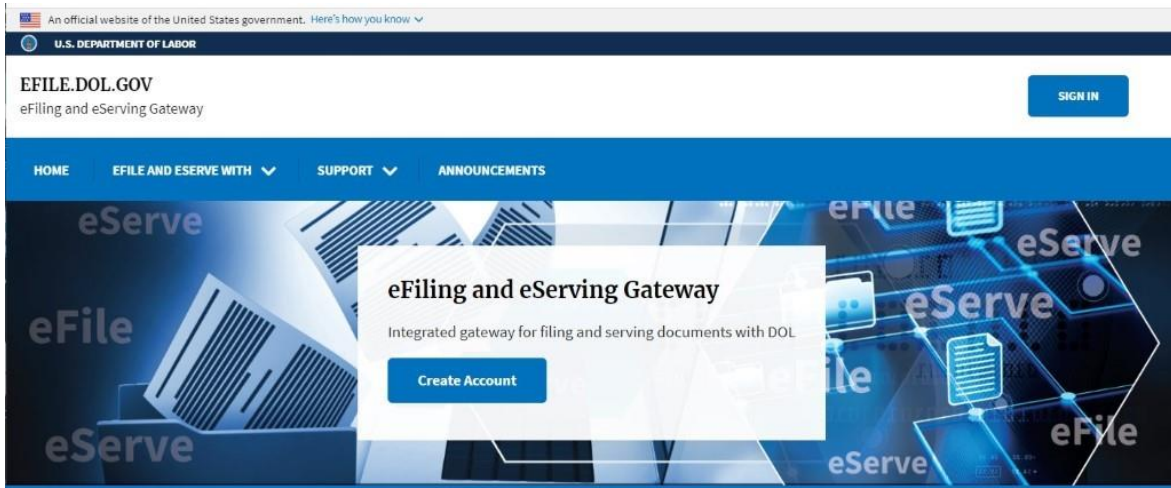 An official website of the United States government. Here's how you know
U.S. DEPARTMENT OF LABOR
EFILE.DOL.GOV
eFiling and eServing Gateway
SIGN IN
HOME
EFILE AND ESERVE WITH
SUPPORT
ANNOUNCEMENTS
eServe
eFile
eServe
eFiling and eServing Gateway
Integrated gateway for filing and serving documents with DOL
Create Account
eFile
eServe
eServe
eFile
eFile
eServe